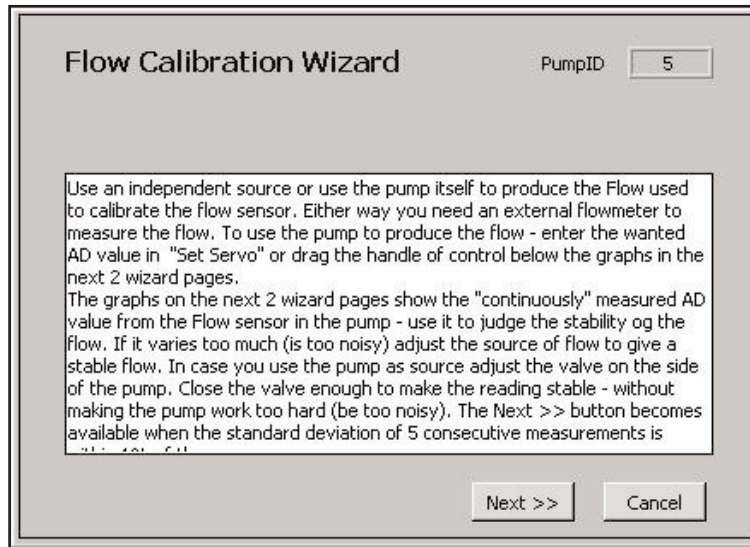 Flow Calibration Wizard
PumpID 5
Use an independent source or use the pump itself to produce the Flow used
to calibrate the flow sensor. Either way you need an external flowmeter to
measure the flow. To use the pump to produce the flow - enter the wanted
AD value in  "Set Servo" or drag the handle of control below the graphs in the
next 2 wizard pages.
The graphs on the next 2 wizard pages show the "continuously" measured AD
value from the Flow sensor in the pump - use it to judge the stability og the
flow. If it varies too much (is too noisy) adjust the source of flow to give a
stable flow. In case you use the pump as source adjust the valve on the side
of the pump. Close the valve enough to make the reading stable - without
making the pump work too hard (be too noisy). The Next >> button becomes
available when the standard deviation of 5 consecutive measurements is
Next >>
Cancel